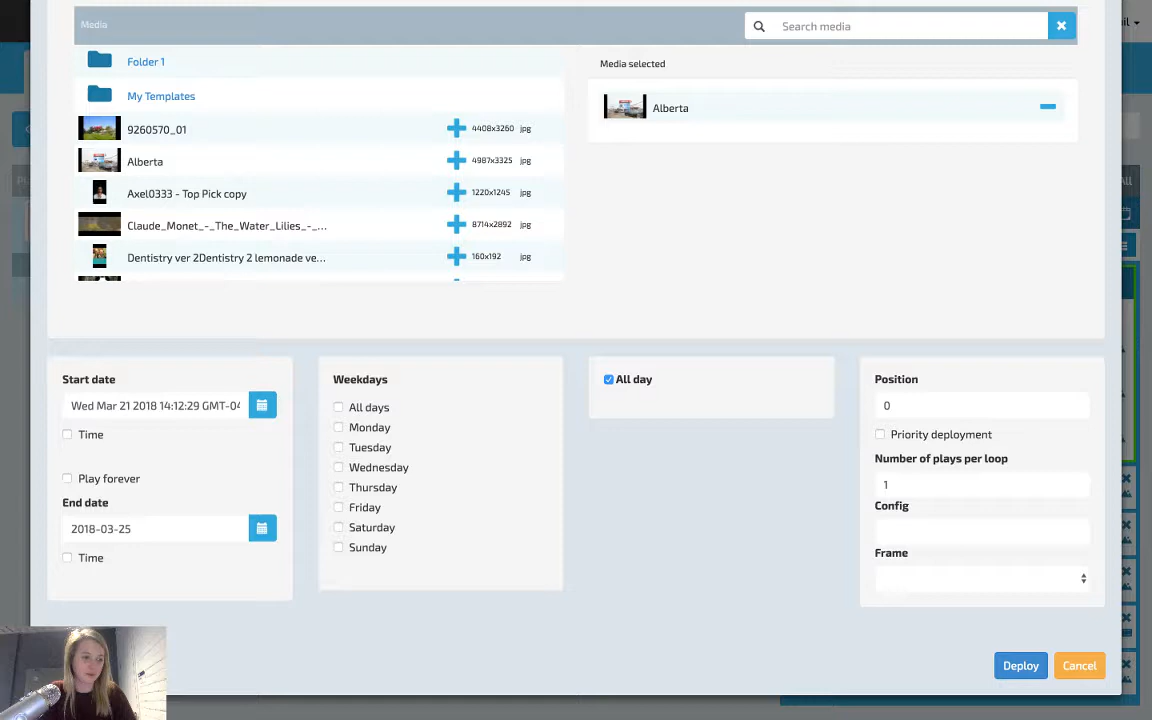 Media
Search media
il
Folder 1
Media selected
My Templates
Alberta
9260570_01 4408x3260 jpg
Alberta 4987x3325 jpg
All
Axel0333 - Top Pick copy 1220x1245 jpg
Claude_Monet_-_The_Water_Lilies_-_... 8714x2892 jpg
Dentistry ver 2Dentistry 2 lemonade ve... 160x192 jpg
Start date
Wed Mar 21 2018 14:12:29 GMT-04
Time
Play forever
End date
2018-03-25
Time
Weekdays
All days
Monday
Tuesday
Wednesday
Thursday
Friday
Saturday
Sunday
All day
Position
0
Priority deployment
Number of plays per loop
1
Config
Frame
Deploy
Cancel